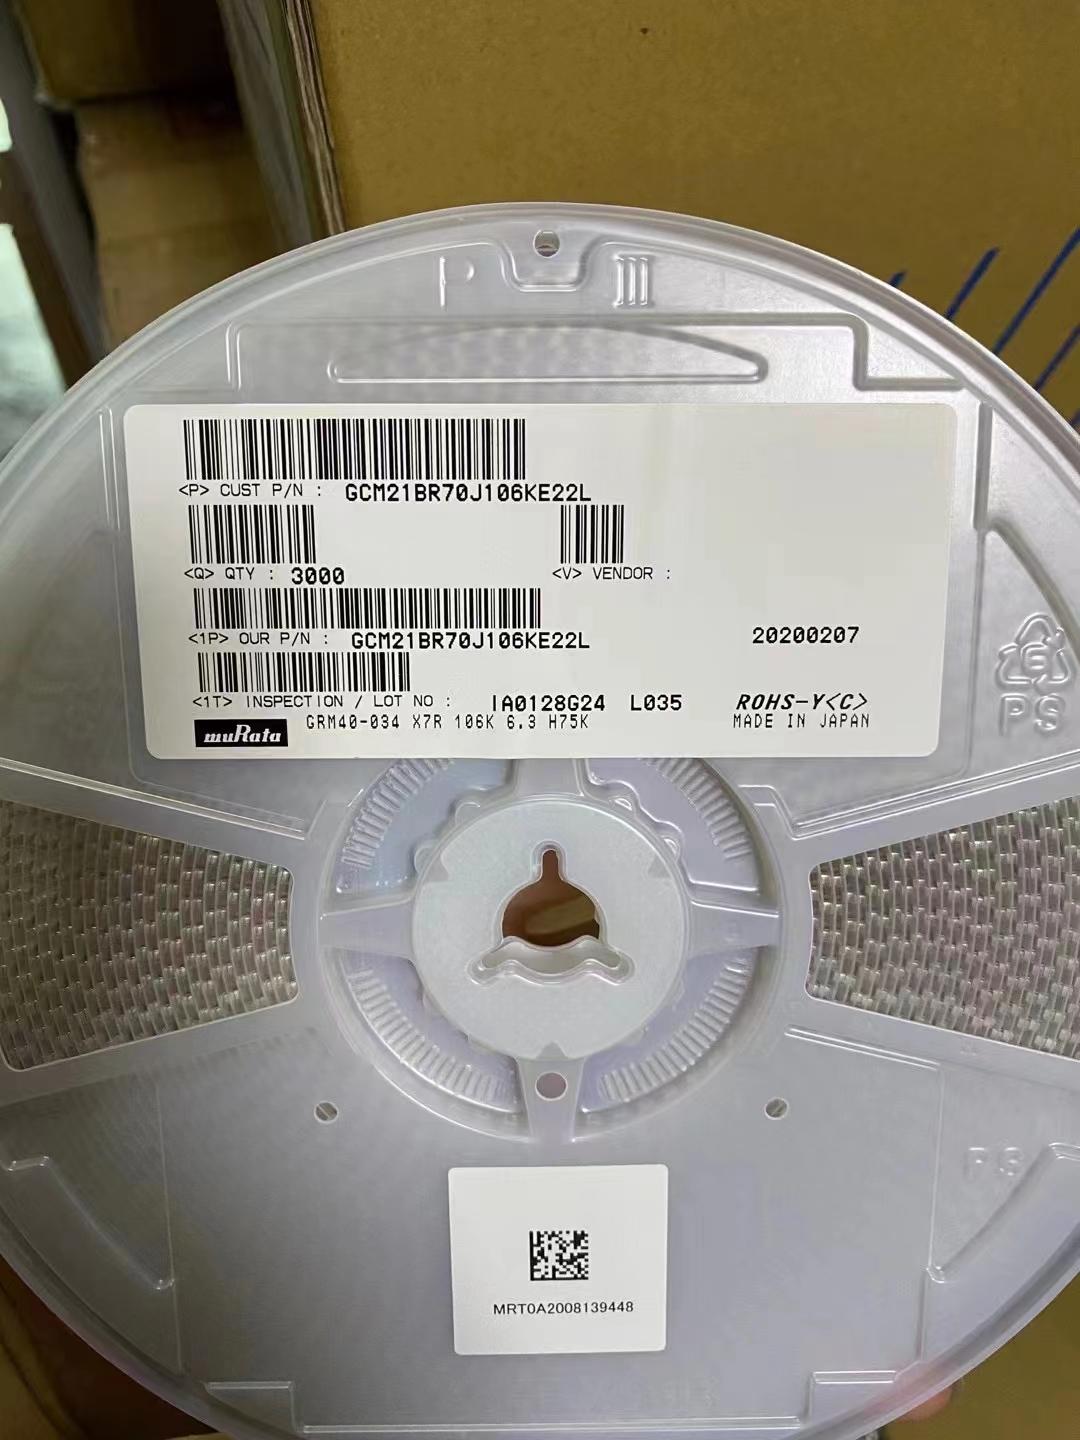 P III
<P> CUST P/N : GCM21BR70J106KE22L
<Q> QTY : 3000 <V> VENDOR :
<1P> OUR P/N : GCM21BR70J106KE22L 20200207
<1T> INSPECTION / LOT NO : IA0128G24 L035 ROHS-Y<C>
muRata GRM40-034 X7R 106K 6.3 H75K MADE IN JAPAN
PS
PS
MRT0A2008139448